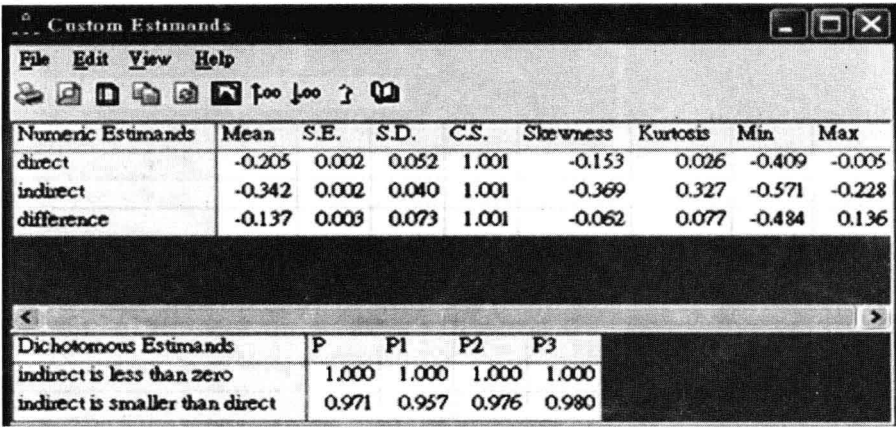 Custom Estimands
File Edit View Help
Numeric Estimands Mean S.E. S.D. C.S. Skewness Kurtosis Min Max
direct -0.205 0.002 0.052 1.001 -0.153 0.026 -0.409 -0.005
indirect -0.342 0.002 0.040 1.001 -0.369 0.327 -0.571 -0.228
difference -0.137 0.003 0.073 1.001 -0.062 0.077 -0.484 0.136
Dichotomous Estimands P P1 P2 P3
indirect is less than zero 1.000 1.000 1.000 1.000
indirect is smaller than direct 0.971 0.957 0.976 0.980